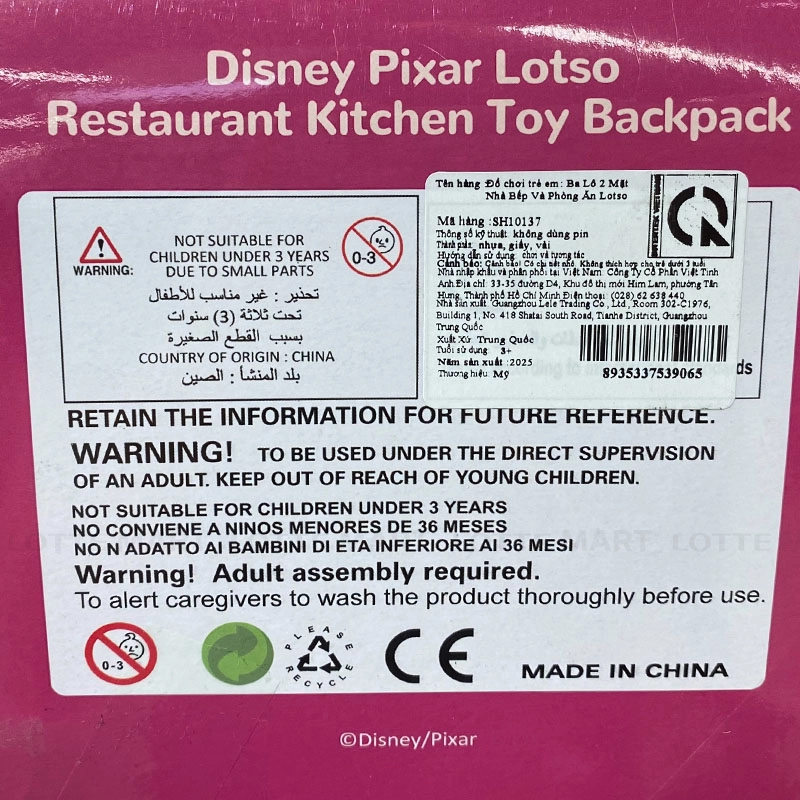 Disney Pixar Lotso
Restaurant Kitchen Toy Backpack
WARNING:
NOT SUITABLE FOR
CHILDREN UNDER 3 YEARS
DUE TO SMALL PARTS
0-3
تحذير : غير مناسب للأطفال
تحت ثلاثة (3) سنوات
بسبب القطع الصغيرة
COUNTRY OF ORIGIN : CHINA
بلد المنشأ : الصين
Tên hàng Đồ chơi trẻ em: Ba Lô 2 Mặt
Nhà Bếp Và Phòng Ăn Lotso
Mã hàng :SH10137
Thông số kỹ thuật: không dùng pin
Thành phần: nhựa, giấy, vải
Hướng dẫn sử dụng: chơi và tương tác
Cảnh báo: Cảnh báo! Có chi tiết nhỏ. Không thích hợp cho trẻ dưới 3 tuổi
Nhà nhập khẩu và phân phối tại Việt Nam: Công Ty Cổ Phần Việt Tinh
Anh.Địa chỉ: 33-35 đường D4, Khu đô thị mới Him Lam, phường Tân
Hưng, Thành phố Hồ Chí Minh.Điện thoại: (028) 62 638 440
Nhà sản xuất: Guangzhou Lele Trading Co., Ltd., Room 302-C1976,
Building 1, No. 418 Shatai South Road, Tianhe District, Guangzhou
Trung Quốc
Xuất Xứ: Trung Quốc
Tuổi sử dụng: 3+
Năm sản xuất :2025
Thương hiệu: Mỹ
8935337539065
ds
RETAIN THE INFORMATION FOR FUTURE REFERENCE.
WARNING! TO BE USED UNDER THE DIRECT SUPERVISION
OF AN ADULT. KEEP OUT OF REACH OF YOUNG CHILDREN.
NOT SUITABLE FOR CHILDREN UNDER 3 YEARS
NO CONVIENE A NINOS MENORES DE 36 MESES
NO N ADATTO AI BAMBINI DI ETA INFERIORE AI 36 MESI
Warning! Adult assembly required.
To alert caregivers to wash the product thoroughly before use.
0-3
PLEASE
RECYCLE
CE
MADE IN CHINA
©Disney/Pixar